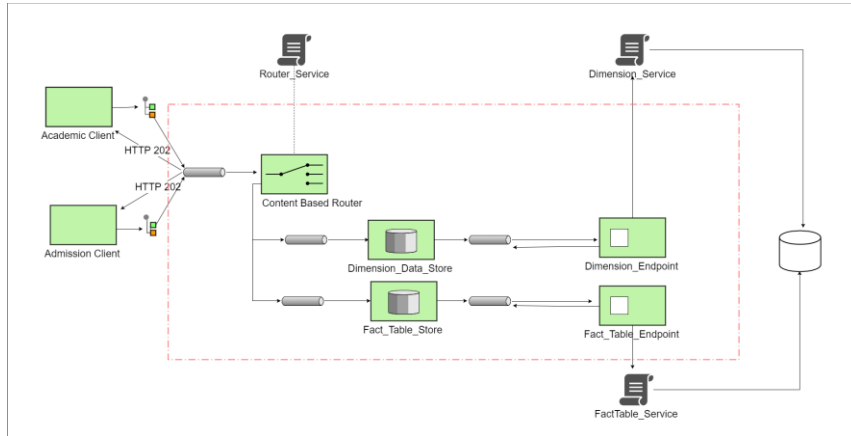 Router_Service
Dimension_Service
Academic Client
HTTP 202
HTTP 202
Content Based Router
Admission Client
Dimension_Data_Store
Dimension_Endpoint
Fact_Table_Store
Fact_Table_Endpoint
FactTable_Service